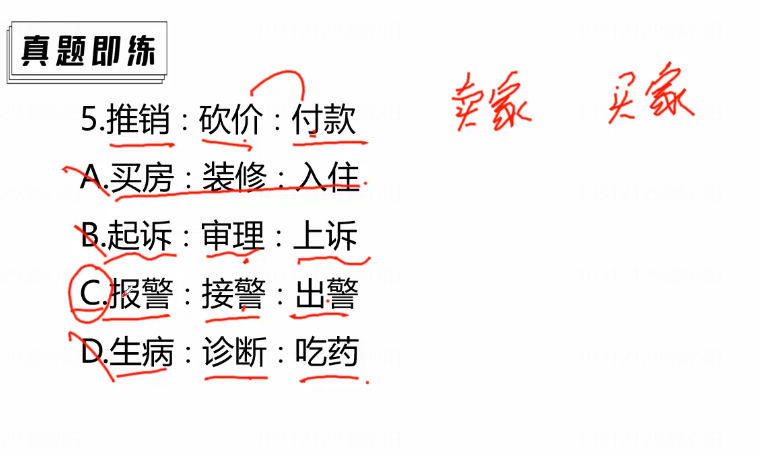 真题即练
卖家 买家
5.推销：砍价：付款
A.买房：装修：入住
B.起诉：审理：上诉
C.报警：接警：出警
D.生病：诊断：吃药